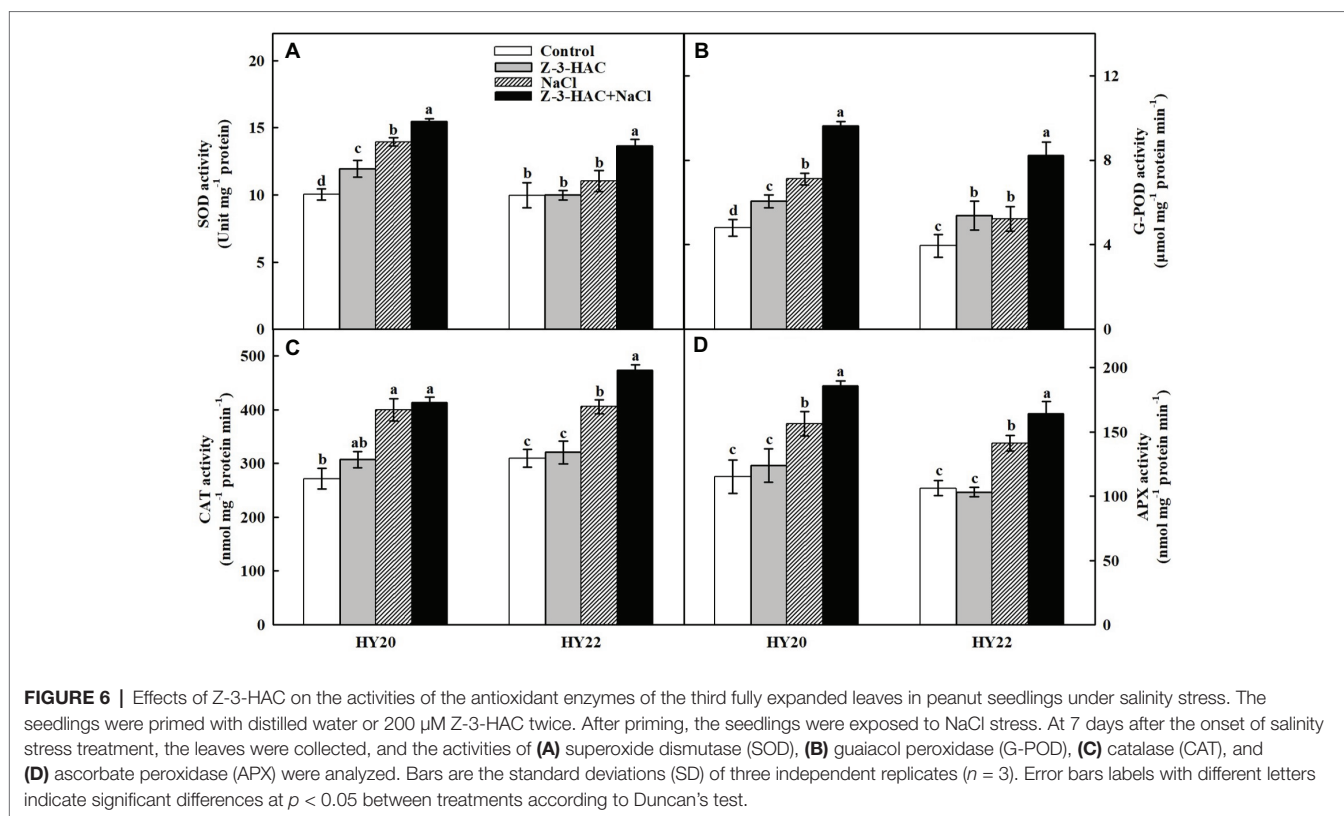 A
20
15
10
5
0
SOD activity
(Unit mg⁻¹ protein)
Control
Z-3-HAC
NaCl
Z-3-HAC+NaCl
d
c
b
a
b
b
b
a
B
12
8
4
0
G-POD activity
(µmol mg⁻¹ protein min⁻¹)
d
c
b
a
c
b
b
a
C
500
400
300
200
100
0
CAT activity
(nmol mg⁻¹ protein min⁻¹)
b
ab
a
a
c
c
b
a
HY20
HY22
D
200
150
100
50
0
APX activity
(nmol mg⁻¹ protein min⁻¹)
c
c
b
a
c
c
b
a
HY20
HY22
FIGURE 6 | Effects of Z-3-HAC on the activities of the antioxidant enzymes of the third fully expanded leaves in peanut seedlings under salinity stress. The
seedlings were primed with distilled water or 200 µM Z-3-HAC twice. After priming, the seedlings were exposed to NaCl stress. At 7 days after the onset of salinity
stress treatment, the leaves were collected, and the activities of (A) superoxide dismutase (SOD), (B) guaiacol peroxidase (G-POD), (C) catalase (CAT), and
(D) ascorbate peroxidase (APX) were analyzed. Bars are the standard deviations (SD) of three independent replicates (n = 3). Error bars labels with different letters
indicate significant differences at p < 0.05 between treatments according to Duncan's test.